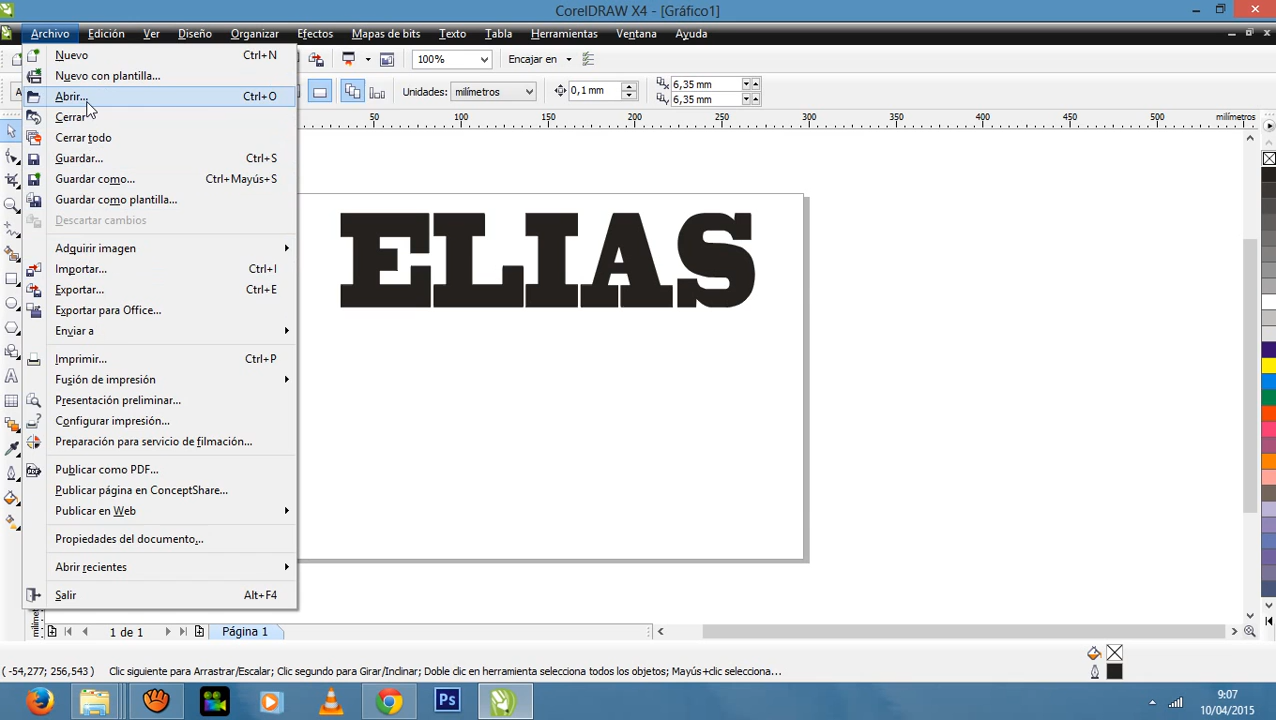 CorelDRAW X4 - [Gráfico1]
Archivo Edición Ver Diseño Organizar Efectos Mapas de bits Texto Tabla Herramientas Ventana Ayuda
Nuevo Ctrl+N
100% Encajar en
Nuevo con plantilla...
Abrir... Ctrl+O
Unidades: milímetros 0,1 mm 6,35 mm
6,35 mm
Cerrar
50 100 150 200 250 300 350 400 450 500 milímetros
Cerrar todo
Guardar... Ctrl+S
Guardar como... Ctrl+Mayús+S
Guardar como plantilla...
Descartar cambios
Adquirir imagen
Importar... Ctrl+I
Exportar... Ctrl+E
Exportar para Office...
Enviar a
Imprimir... Ctrl+P
Fusión de impresión
Presentación preliminar...
Configurar impresión...
Preparación para servicio de filmación...
Publicar como PDF...
Publicar página en ConceptShare...
Publicar en Web
Propiedades del documento...
Abrir recientes
Salir Alt+F4
ELIAS
1 de 1 Página 1
( -54,277; 256,543 ) Clic siguiente para Arrastrar/Escalar; Clic segundo para Girar/Inclinar; Doble clic en herramienta selecciona todos los objetos; Mayús+clic selecciona...
Ps
9:07
10/04/2015